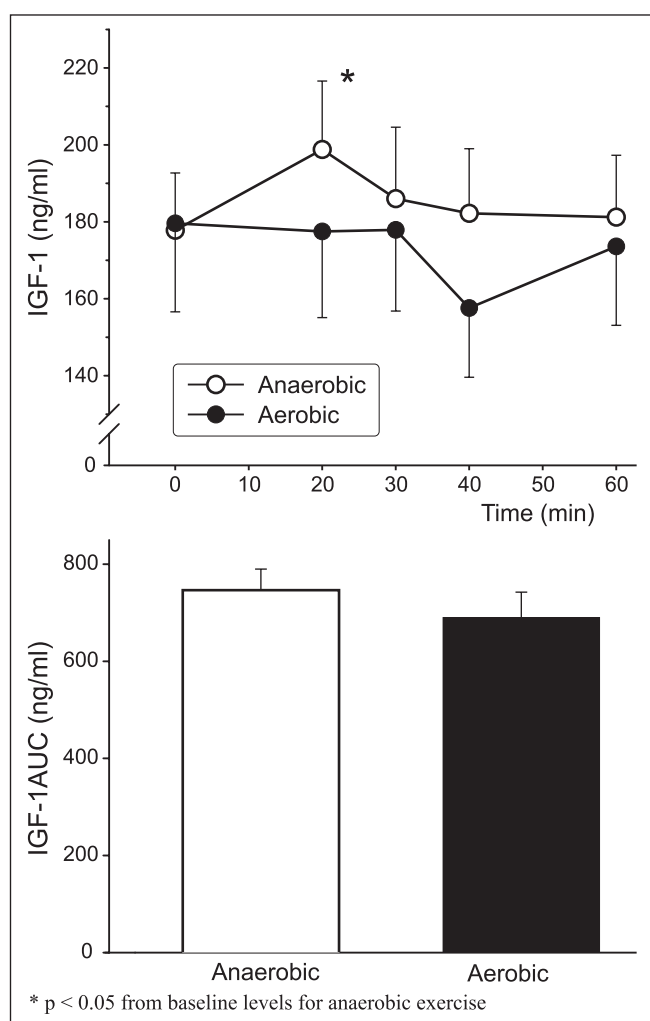 220
*
200
180
160
140
0
IGF-1 (ng/ml)
Anaerobic
Aerobic
0 10 20 30 40 50 60
Time (min)
800
600
400
200
0
IGF-1AUC (ng/ml)
Anaerobic Aerobic
* p < 0.05 from baseline levels for anaerobic exercise